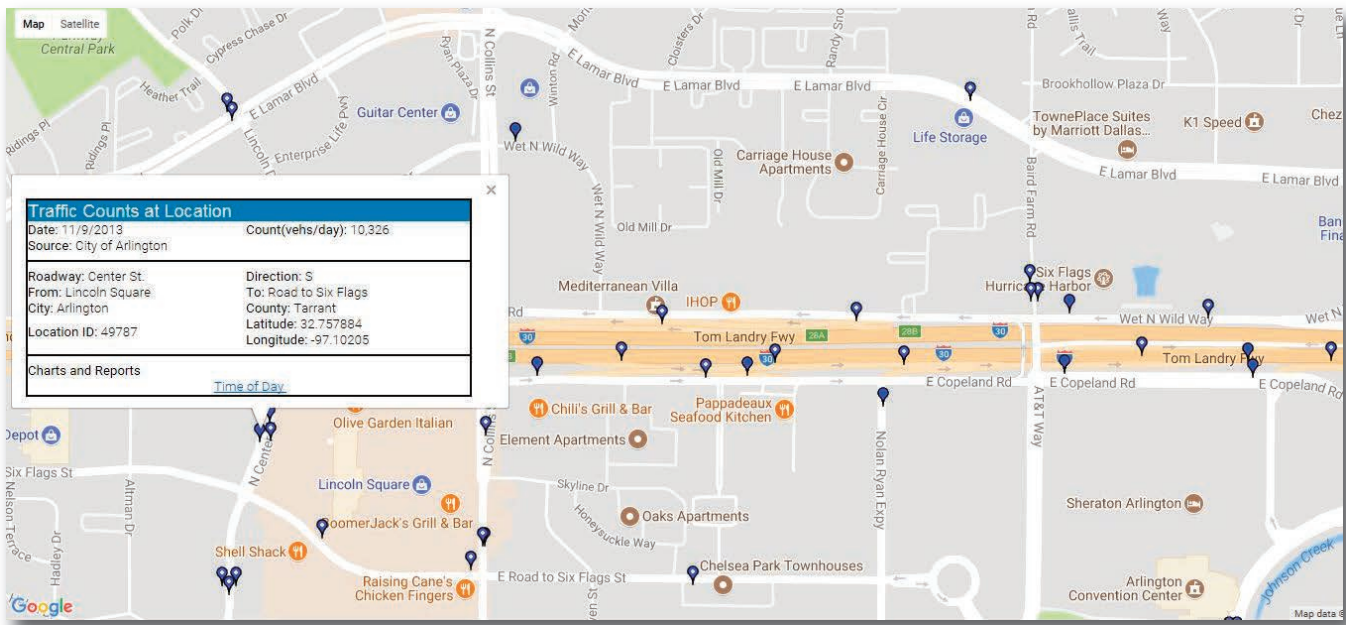 Map Satellite
Central Park
Polk Dr
Cypress Chase Dr
Heather Trail
E Lamar Blvd
Ridings Pl
Ridings Pl
Enterprise Life Pwy
Ryan Plaza Dr
Guitar Center
N Collins St
Winton Rd
Cloisters Dr
E Lamar Blvd
E Lamar Blvd
E Lamar Blvd
Wet N Wild Way
Wet N Wild Way
Old Mill Dr
Old Mill Dr
Carriage House
Apartments
Carriage House Cir
Life Storage
Baird Farm Rd
Brookhollow Plaza Dr
TownePlace Suites
by Marriott Dallas...
K1 Speed
Chez
E Lamar Blvd
E Lamar Blvd
Traffic Counts at Location
Date: 11/9/2013 Count(vehs/day): 10,326
Source: City of Arlington
Roadway: Center St. Direction: S
From: Lincoln Square To: Road to Six Flags
City: Arlington County: Tarrant
Location ID: 49787 Latitude: 32.757884
Longitude: -97.10205
Charts and Reports
Time of Day
Mediterranean Villa
IHOP
Rd
30
Tom Landry Fwy
28A
30
28B
30
30
30
Six Flags
Hurricane Harbor
Wet N Wild Way
Wet N
Tom Landry Fwy
E Copeland Rd
E Copeland Rd
E Copeland Rd
AT&T Way
Olive Garden Italian
Chili's Grill & Bar
Pappadeaux
Seafood Kitchen
Element Apartments
Nolan Ryan Expy
Depot
Six Flags St
Nelson Terrace
Hadley Dr
Altman Dr
N Center
Lincoln Square
BoomerJack's Grill & Bar
Shell Shack
Raising Cane's
Chicken Fingers
Skyline Dr
Honeysuckle Way
Oaks Apartments
E Road to Six Flags St
Chelsea Park Townhouses
Sheraton Arlington
Arlington
Convention Center
Johnson Creek
Google
Map data